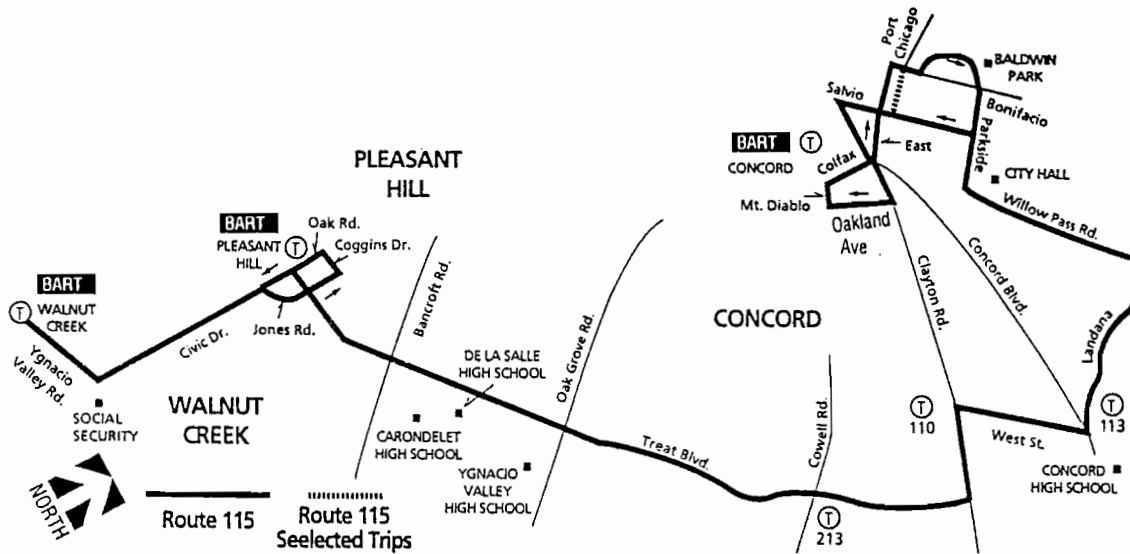 Port
Chicago
BALDWIN
PARK
Salvio
Bonifacio
Parkside
East
BART T
CONCORD
Colfax
CITY HALL
Mt. Diablo
Oakland
Ave
Willow Pass Rd.
PLEASANT
HILL
BART
PLEASANT
HILL
T
Oak Rd.
Coggins Dr.
BART
T WALNUT
CREEK
Jones Rd.
Civic Dr.
Ygnacio
Valley Rd.
SOCIAL
SECURITY
WALNUT
CREEK
Bancroft Rd.
DE LA SALLE
HIGH SCHOOL
CARONDELET
HIGH SCHOOL
Oak Grove Rd.
YGNACIO
VALLEY
HIGH SCHOOL
Treat Blvd.
CONCORD
Cowell Rd.
T
213
Clayton Rd.
Concord Blvd.
Landana
T
110
West St.
T
113
CONCORD
HIGH SCHOOL
NORTH
Route 115
Route 115
Seelected Trips